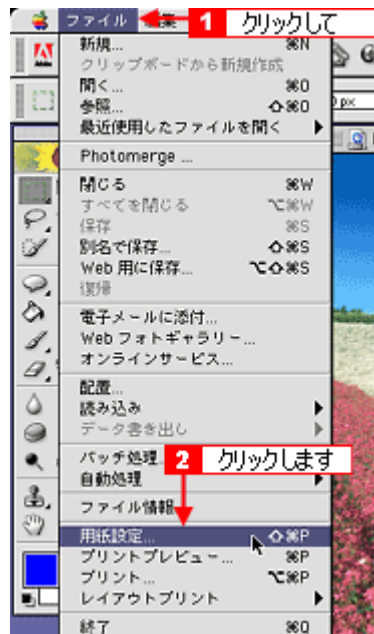 ファイル 編集 1 クリックして
新規... ⌘N
クリップボードから新規作成
開く... ⌘O
参照... ⇧⌘O
最近使用したファイルを開く ▶
px
Photomerge ...
閉じる ⌘W
すべてを閉じる ⌥⌘W
保存 ⌘S
別名で保存... ⇧⌘S
Web 用に保存... ⌥⇧⌘S
復帰
電子メールに添付...
Web フォトギャラリー...
オンラインサービス...
配置...
読み込み ▶
データ書き出し ▶
バッチ処理 2 クリックします
自動処理 ▶
ファイル情報
用紙設定... ⇧⌘P
プリントプレビュー... ⌘P
プリント... ⌥⌘P
レイアウトプリント ▶
終了 ⌘Q